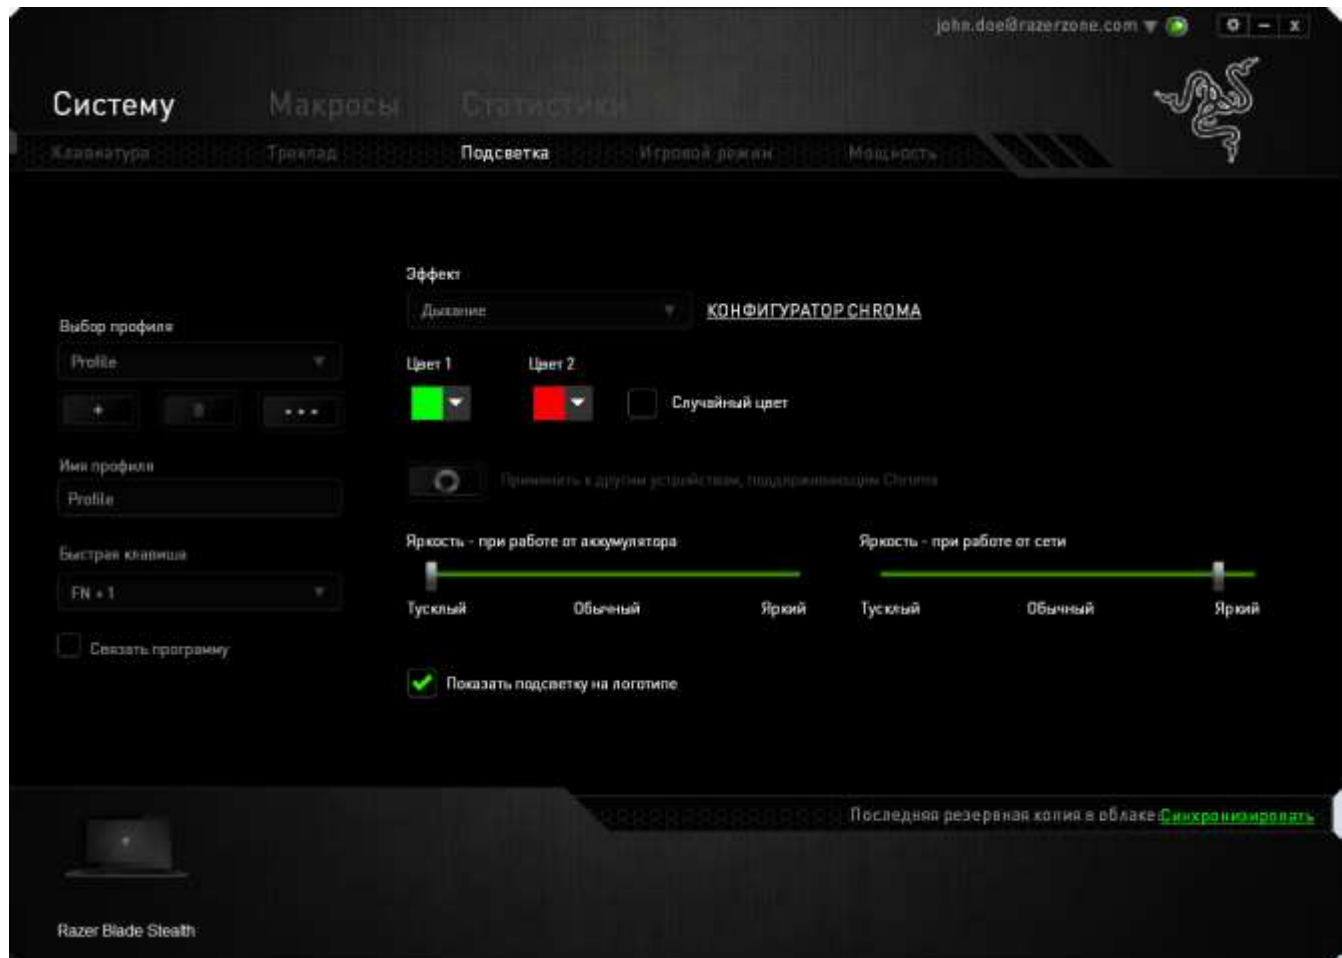 john.doe@razerzone.com
Систему Макросы Статистики
Клавиатура Трекпад Подсветка Игровой режим Мощность
Эффект
Дыхание КОНФИГУРАТОР CHROMA
Выбор профиля
Profile
Цвет 1 Цвет 2
Случайный цвет
Имя профиля
Profile
Применить к другим устройствам, поддерживающим Chroma
Быстрая клавиша
FN + 1
Яркость - при работе от аккумулятора Яркость - при работе от сети
Тусклый Обычный Яркий Тусклый Обычный Яркий
Связать программу
Показать подсветку на логотипе
Последняя резервная копия в облаке Синхронизировать
Razer Blade Stealth